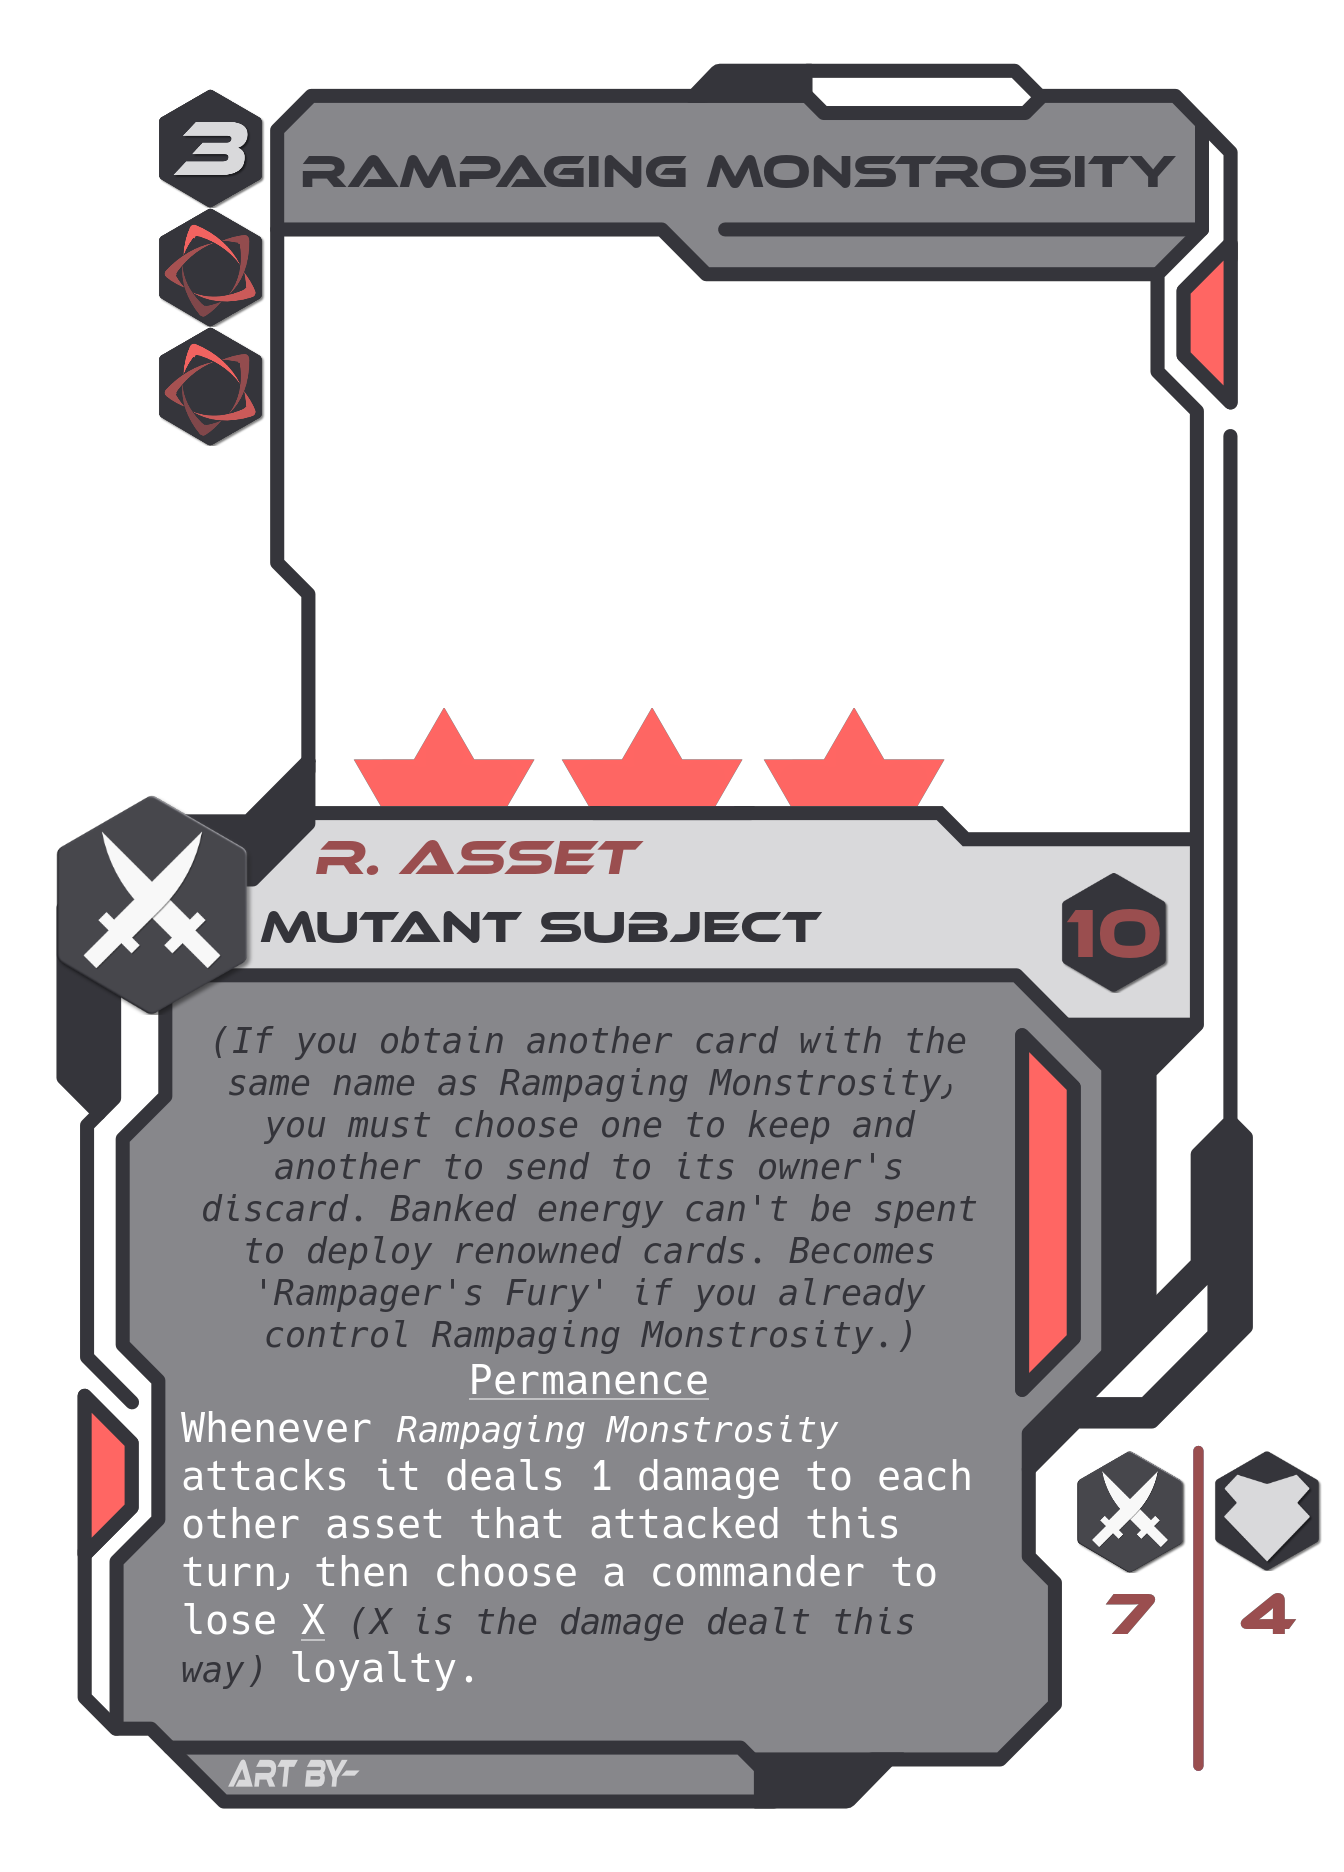 3
RAMPAGING MONSTROSITY
R. ASSET
MUTANT SUBJECT
10
(If you obtain another card with the
same name as Rampaging Monstrosity,
you must choose one to keep and
another to send to its owner's
discard. Banked energy can't be spent
to deploy renowned cards. Becomes
'Rampager's Fury' if you already
control Rampaging Monstrosity.)
Permanence
Whenever Rampaging Monstrosity
attacks it deals 1 damage to each
other asset that attacked this
turn, then choose a commander to
lose X (X is the damage dealt this
way) loyalty.
7 4
ART BY-